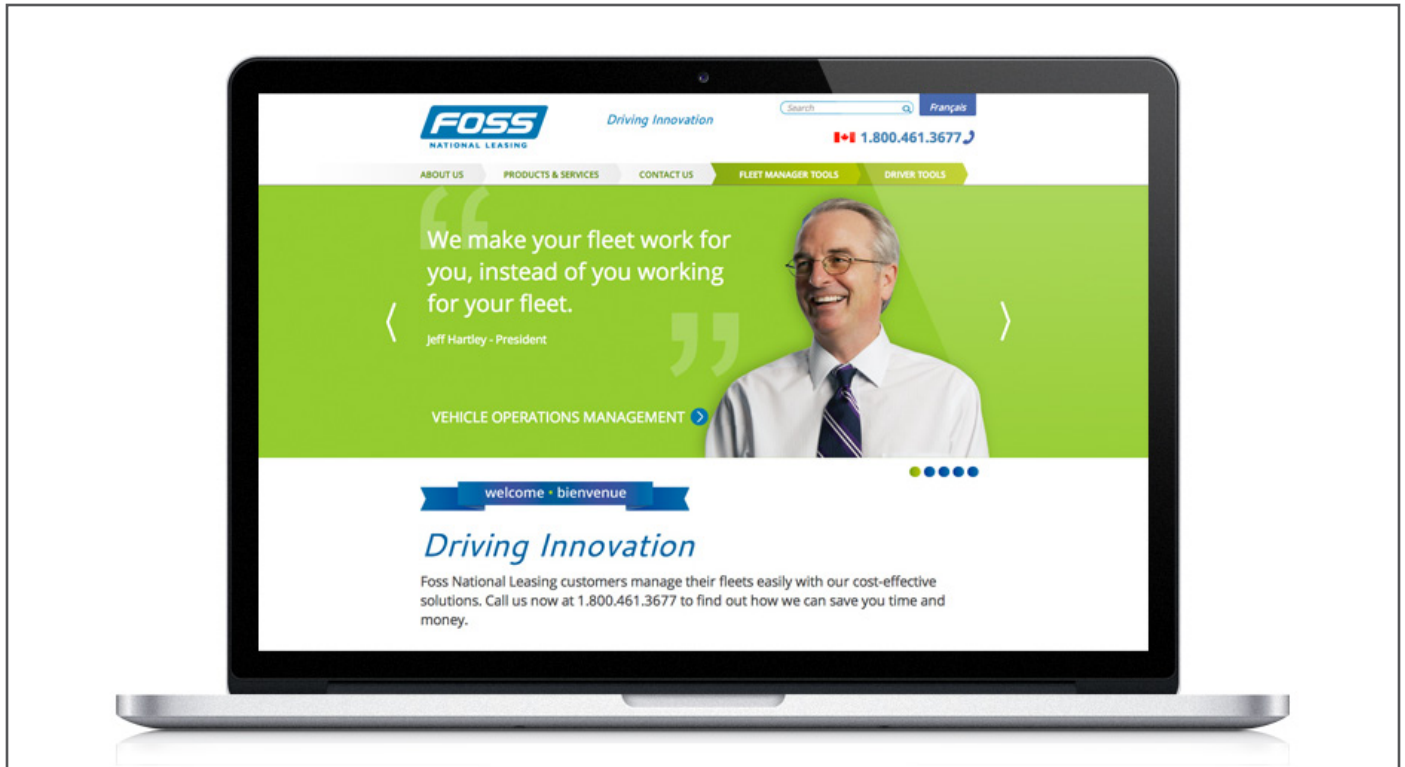 FOSS
NATIONAL LEASING
Driving Innovation
Search
Français
1.800.461.3677
ABOUT US
PRODUCTS & SERVICES
CONTACT US
FLEET MANAGER TOOLS
DRIVER TOOLS
“
We make your fleet work for
you, instead of you working
for your fleet.
”
Jeff Hartley - President
VEHICLE OPERATIONS MANAGEMENT
welcome • bienvenue
Driving Innovation
Foss National Leasing customers manage their fleets easily with our cost-effective
solutions. Call us now at 1.800.461.3677 to find out how we can save you time and
money.